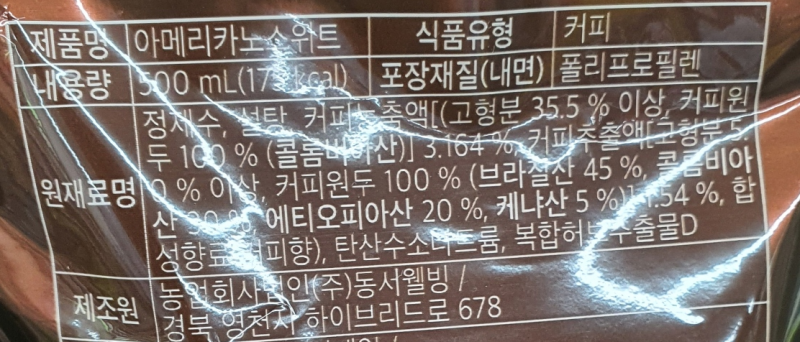 제품명 아메리카노스위트 식품유형 커피
내용량 500 mL( kcal) 포장재질(내면) 폴리프로필렌
정제수, 설탕, 커피농축액[(고형분 35.5 % 이상, 커피원
두 100 % (콜롬비아산)] 3.164 %, 커피추출액[고형분 5.
원재료명 0 % 이상, 커피원두 100 % (브라질산 45 %, 콜롬비아
산 에티오피아산 20 %, 케냐산 5 %)] %, 합
성향료(커피향), 탄산수소나트륨, 복합허브추출물D
제조원 농업회사법인(주)동서웰빙 /
경북 영천시 하이브리드로 678